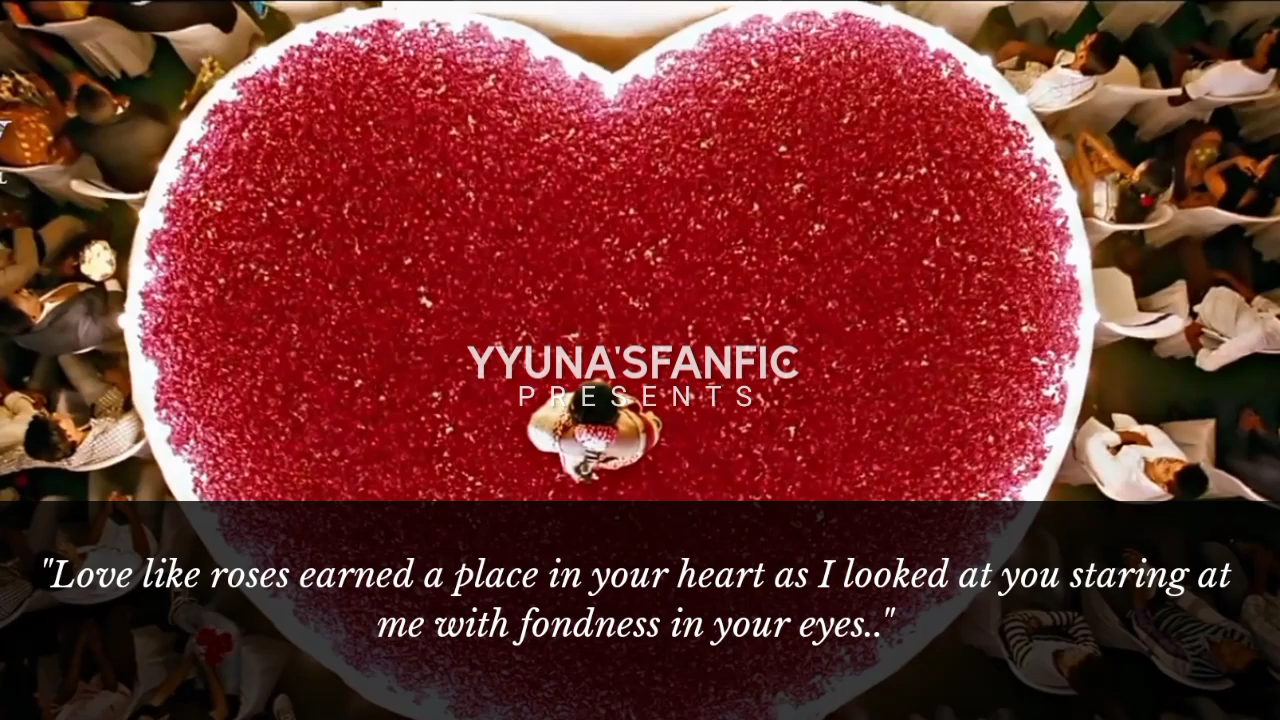 YYUNA'SFANFIC
PRESENTS
"Love like roses earned a place in your heart as I looked at you staring at
me with fondness in your eyes.."